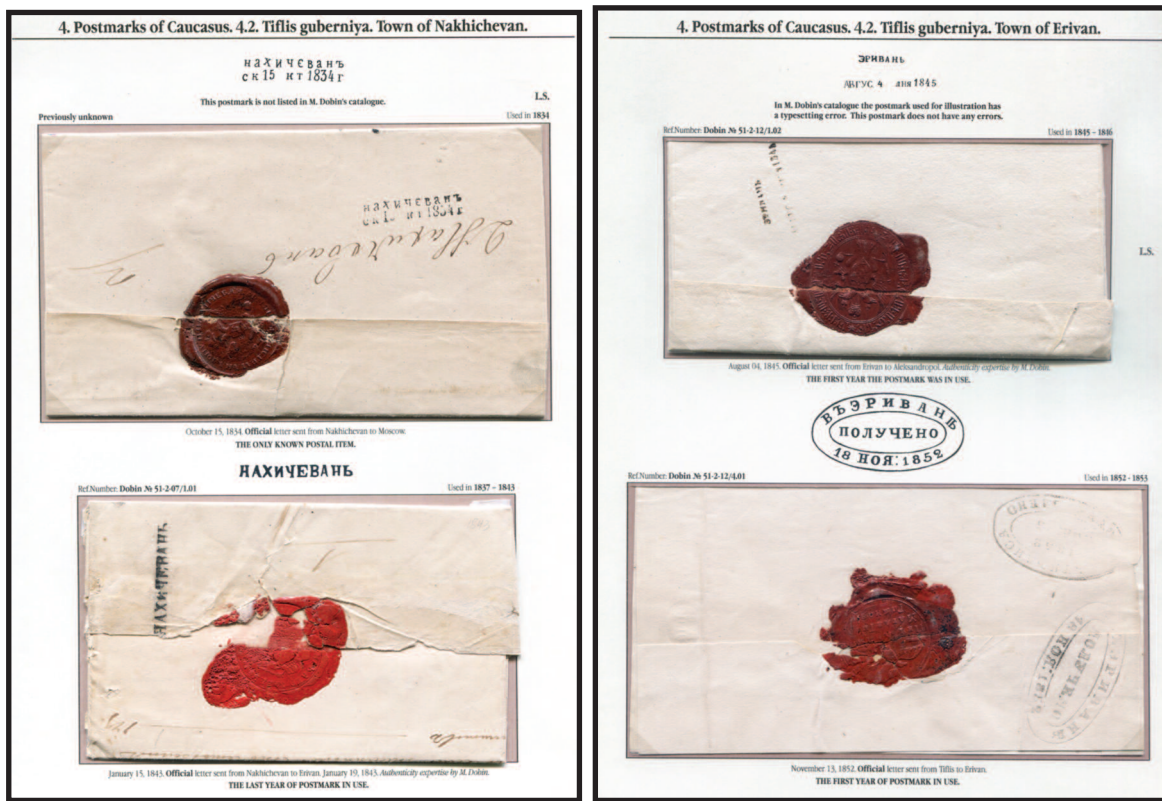 4. Postmarks of Caucasus. 4.2. Tiflis guberniya. Town of Nakhichevan.
нахичеванъ
ск 15 кт 1834 г
This postmark is not listed in M. Dobin's catalogue.
I.S.
Previously unknown
Used in 1834
нахичеванъ
кт 1834 г
Нахичевань
October 15, 1834. Official letter sent from Nakhichevan to Moscow.
THE ONLY KNOWN POSTAL ITEM.
НАХИЧЕВАНЬ
Ref.Number: Dobin № 51-2-07/1.01
Used in 1837 – 1843
НАХИЧЕВАНЬ
January 15, 1843. Official letter sent from Nakhichevan to Erivan. January 19, 1843. Authenticity expertise by M. Dobin.
THE LAST YEAR OF POSTMARK IN USE.
4. Postmarks of Caucasus. 4.2. Tiflis guberniya. Town of Erivan.
ЭРИВАНЬ
АВГУС 4 дня 1845
In M. Dobin's catalogue the postmark used for illustration has
a typesetting error. This postmark does not have any errors.
Ref.Number: Dobin № 51-2-12/1.02
Used in 1845 – 1846
I.S.
August 04, 1845. Official letter sent from Erivan to Aleksandropol. Authenticity expertise by M. Dobin.
THE FIRST YEAR THE POSTMARK WAS IN USE.
ВЪ ЭРИВАНѢ
ПОЛУЧЕНО
18 НОЯ: 1852
Ref.Number: Dobin № 51-2-12/4.01
Used in 1852 - 1853
November 13, 1852. Official letter sent from Tiflis to Erivan.
THE FIRST YEAR OF POSTMARK IN USE.